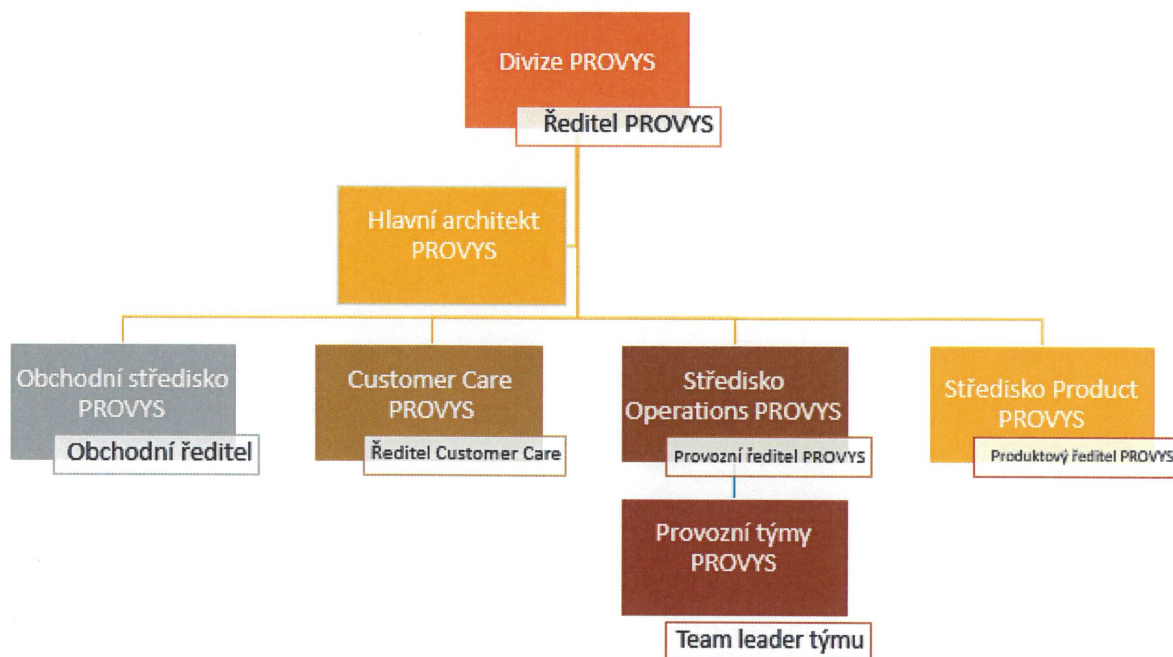 Divize PROVYS
Ředitel PROVYS
Hlavní architekt
PROVYS
Obchodní středisko
PROVYS
Obchodní ředitel
Customer Care
PROVYS
Ředitel Customer Care
Středisko
Operations PROVYS
Provozní ředitel PROVYS
Středisko Product
PROVYS
Produktový ředitel PROVYS
Provozní týmy
PROVYS
Team leader týmu